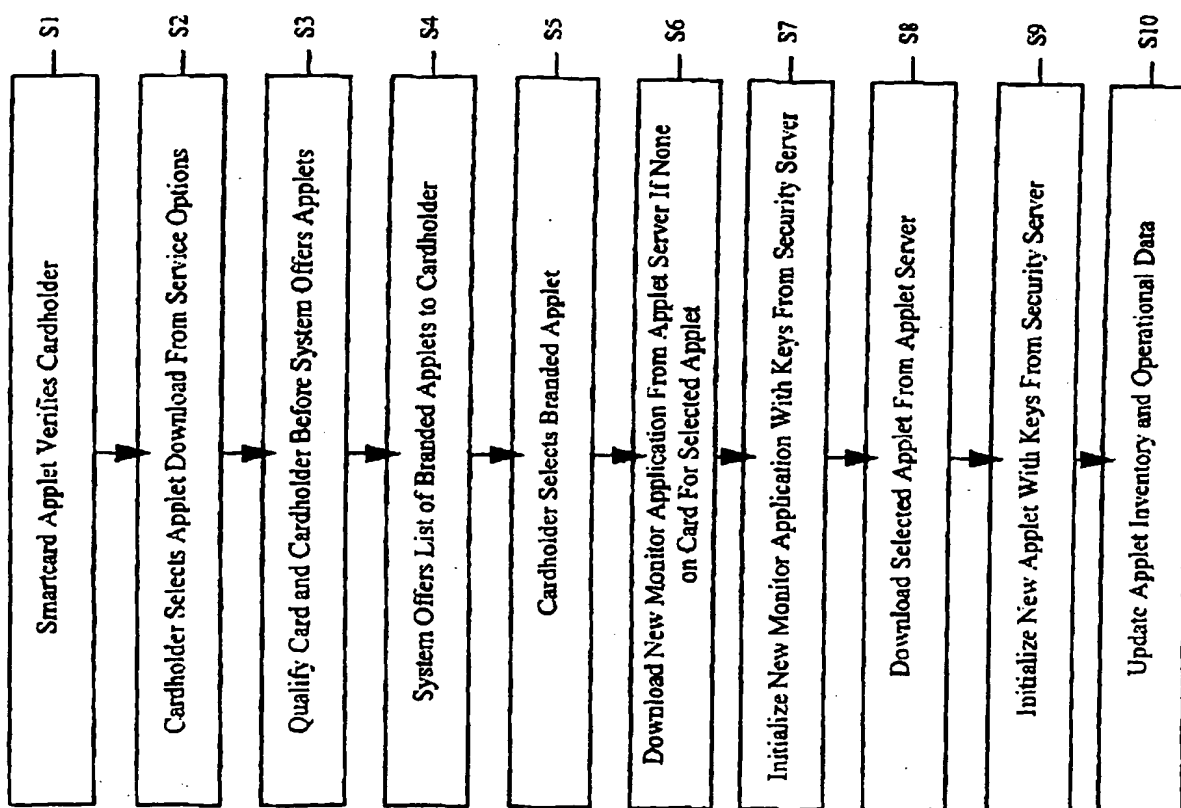 Smartcard Applet Verifies Cardholder
S1
Cardholder Selects Applet Download From Service Options
S2
Qualify Card and Cardholder Before System Offers Applets
S3
System Offers List of Branded Applets to Cardholder
S4
Cardholder Selects Branded Applet
S5
Download New Monitor Application From Applet Server If None
on Card For Selected Applet
S6
Initialize New Monitor Application With Keys From Security Server
S7
Download Selected Applet From Applet Server
S8
Initialize New Applet With Keys From Security Server
S9
Update Applet Inventory and Operational Data
S10